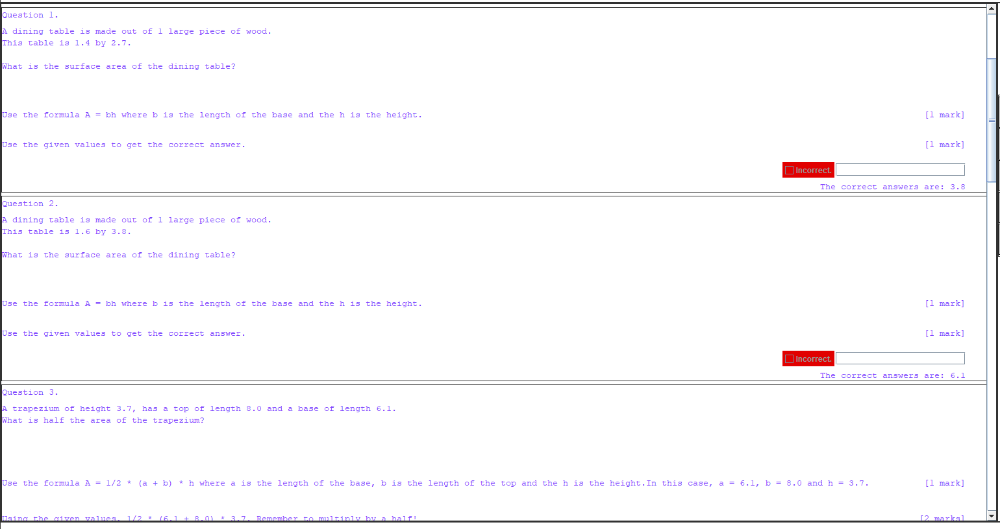 Question 1.
A dining table is made out of 1 large piece of wood.
This table is 1.4 by 2.7.
What is the surface area of the dining table?
Use the formula A = bh where b is the length of the base and the h is the height. [1 mark]
Use the given values to get the correct answer. [1 mark]
Incorrect.
The correct answers are: 3.8
Question 2.
A dining table is made out of 1 large piece of wood.
This table is 1.6 by 3.8.
What is the surface area of the dining table?
Use the formula A = bh where b is the length of the base and the h is the height. [1 mark]
Use the given values to get the correct answer. [1 mark]
Incorrect.
The correct answers are: 6.1
Question 3.
A trapezium of height 3.7, has a top of length 8.0 and a base of length 6.1.
What is half the area of the trapezium?
Use the formula A = 1/2 * (a + b) * h where a is the length of the base, b is the length of the top and the h is the height.In this case, a = 6.1, b = 8.0 and h = 3.7. [1 mark]
Using the given values, 1/2 * (6.1 + 8.0) * 3.7. Remember to multiply by a half! [2 marks]